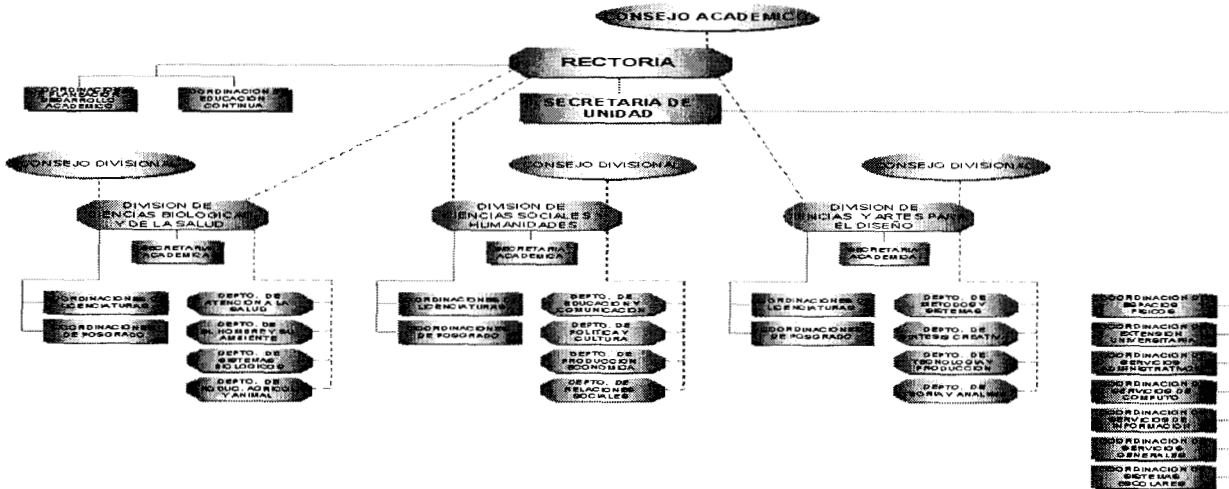 CONSEJO ACADEMICO
RECTORIA
SECRETARIA DE
UNIDAD
COORDINACION
PLANEACION
DESARROLLO
ACADEMICO
COORDINACION
EDUCACION
CONTINUA
CONSEJO DIVISIONAL
CONSEJO DIVISIONAL
CONSEJO DIVISIONAL
DIVISION DE
CIENCIAS BIOLOGICAS
Y DE LA SALUD
SECRETARIA
ACADEMICA
COORDINACIONES DE
LICENCIATURAS
COORDINACIONES
DE POSGRADO
DEPTO. DE
ATENCION A LA
SALUD
DEPTO. DE
EL HOMBRE Y SU
AMBIENTE
DEPTO. DE
SISTEMAS
BIOLOGICOS
DEPTO. DE
PRODUC. AGRICOLA
Y ANIMAL
DIVISION DE
CIENCIAS SOCIALES Y
HUMANIDADES
SECRETARIA
ACADEMICA
COORDINACIONES DE
LICENCIATURAS
COORDINACIONES
DE POSGRADO
DEPTO. DE
EDUCACION Y
COMUNICACION
DEPTO. DE
POLITICA Y
CULTURA
DEPTO. DE
PRODUCCION
ECONOMICA
DEPTO. DE
RELACIONES
SOCIALES
DIVISION DE
CIENCIAS Y ARTES PARA
EL DISEÑO
SECRETARIA
ACADEMICA
COORDINACIONES DE
LICENCIATURAS
COORDINACIONES
DE POSGRADO
DEPTO. DE
METODOS Y
SISTEMAS
DEPTO. DE
SINTESIS CREATIVA
DEPTO. DE
TECNOLOGIA Y
PRODUCCION
DEPTO. DE
TEORIA Y ANALISIS
COORDINACION DE
ESPACIOS
FISICOS
COORDINACION DE
EXTENSION
UNIVERSITARIA
COORDINACION DE
SERVICIOS
ADMINISTRATIVOS
COORDINACION DE
SERVICIOS DE
COMPUTO
COORDINACION DE
SERVICIOS DE
INFORMACION
COORDINACION DE
SERVICIOS
GENERALES
COORDINACION DE
SISTEMAS
ESCOLARES